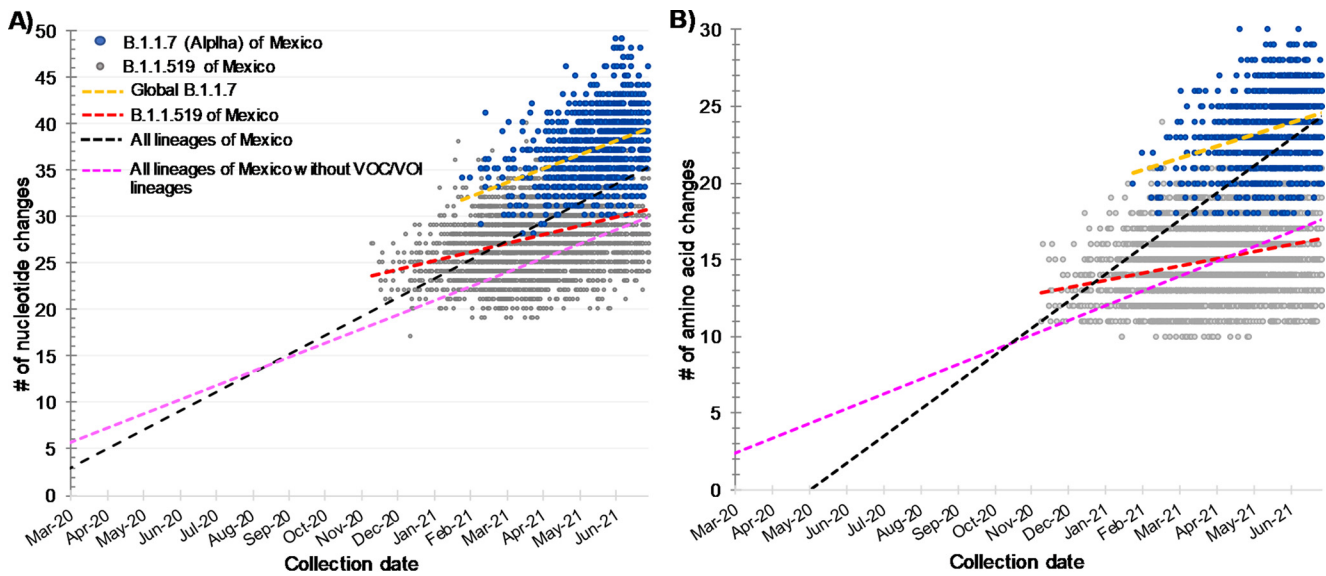 A)
# of nucleotide changes
50
45
40
35
30
25
20
15
10
5
0
B.1.1.7 (Alplha) of Mexico
B.1.1.519 of Mexico
Global B.1.1.7
B.1.1.519 of Mexico
All lineages of Mexico
All lineages of Mexico without VOC/VOI
lineages
Mar-20
Apr-20
May-20
Jun-20
Jul-20
Aug-20
Sep-20
Oct-20
Nov-20
Dec-20
Jan-21
Feb-21
Mar-21
Apr-21
May-21
Jun-21
Collection date
B)
# of amino acid changes
30
25
20
15
10
5
0
Mar-20
Apr-20
May-20
Jun-20
Jul-20
Aug-20
Sep-20
Oct-20
Nov-20
Dec-20
Jan-21
Feb-21
Mar-21
Apr-21
May-21
Jun-21
Collection date